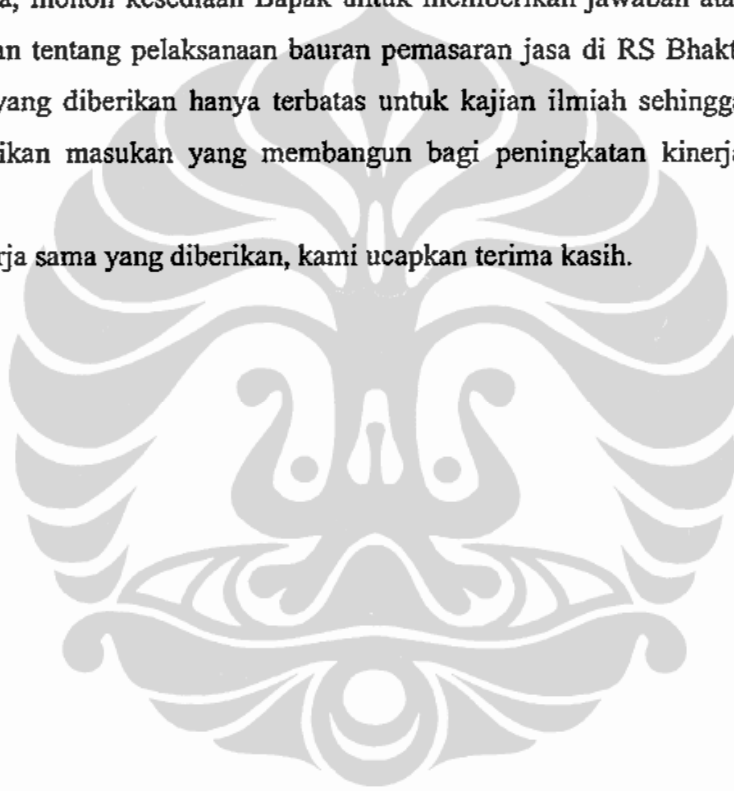 a, mohon kesediaan Bapak untuk memberikan jawaban ata
an tentang pelaksanaan bauran pemasaran jasa di RS Bhakt
yang diberikan hanya terbatas untuk kajian ilmiah sehingga
ikan masukan yang membangun bagi peningkatan kinerja
rja sama yang diberikan, kami ucapkan terima kasih.